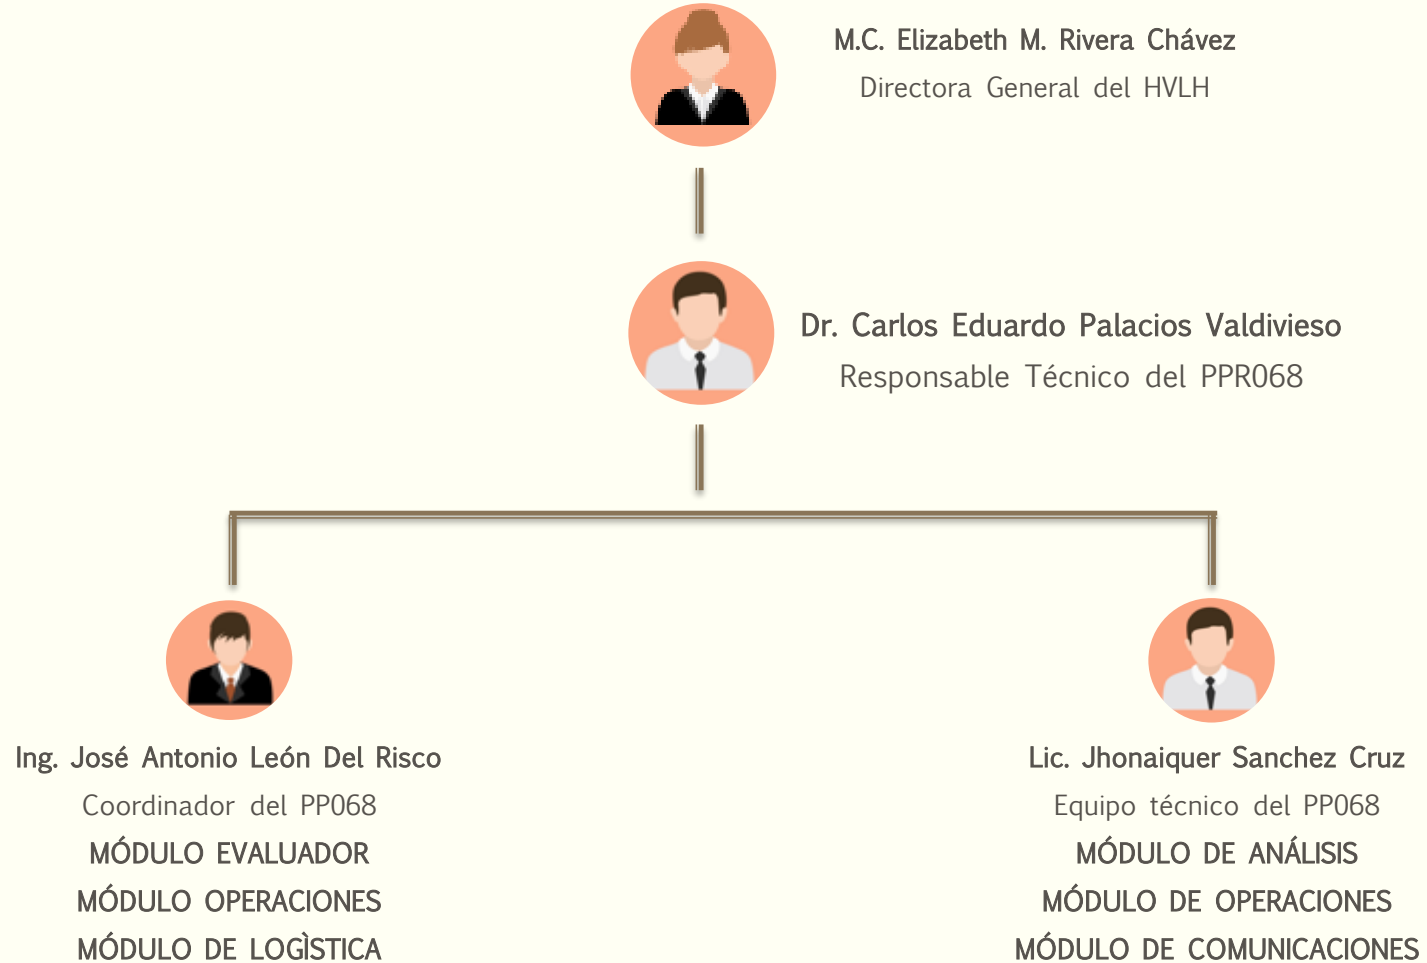 M.C. Elizabeth M. Rivera Chávez
Directora General del HVLH
Dr. Carlos Eduardo Palacios Valdivieso
Responsable Técnico del PPR068
Ing. José Antonio León Del Risco
Coordinador del PP068
MÓDULO EVALUADOR
MÓDULO OPERACIONES
MÓDULO DE LOGÌSTICA
Lic. Jhonaiquer Sanchez Cruz
Equipo técnico del PP068
MÓDULO DE ANÁLISIS
MÓDULO DE OPERACIONES
MÓDULO DE COMUNICACIONES